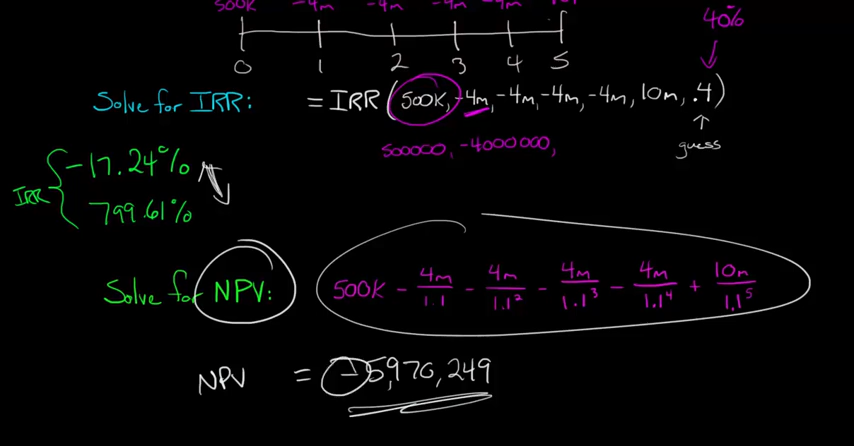 500K -4m -4m -4m -4m
40%
0 1 2 3 4 5
Solve for IRR: = IRR (500K, -4m, -4m, -4m, -4m, 10m, .4)
guess
500000, -4000000,
IRR { -17.24%
799.61%
Solve for NPV: 500K - 4m/1.1 - 4m/1.1² - 4m/1.1³ - 4m/1.1⁴ + 10m/1.1⁵
NPV = -5,970,249